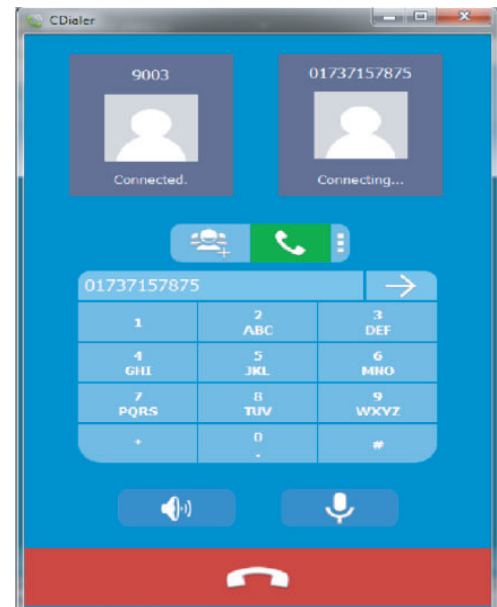 CDialer
9003
01737157875
Connected.
Connecting...
01737157875
1
2
3
ABC
DEF
4
5
6
GHI
JKL
MNO
7
8
9
PQRS
TUV
WXYZ
*
0
#
.